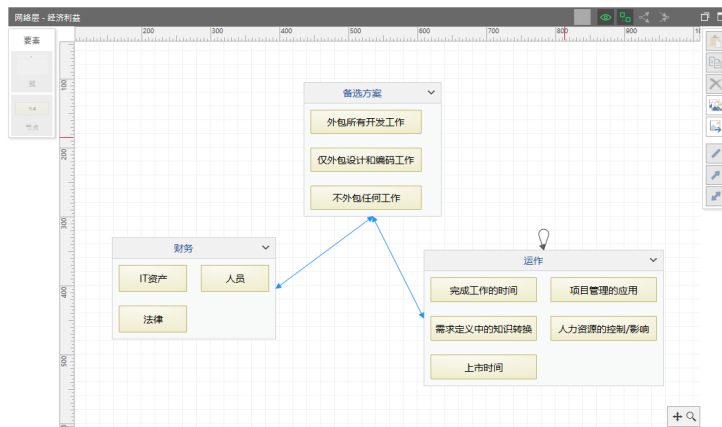 网络层 - 经济利益
要素
200 300 400 500 600 700 800 900
100
200
300
400
500
备选方案
外包所有开发工作
仅外包设计和编码工作
不外包任何工作
财务
IT资产 人员
法律
运作
完成工作的时间 项目管理的应用
需求定义中的知识转换 人力资源的控制/影响
上市时间